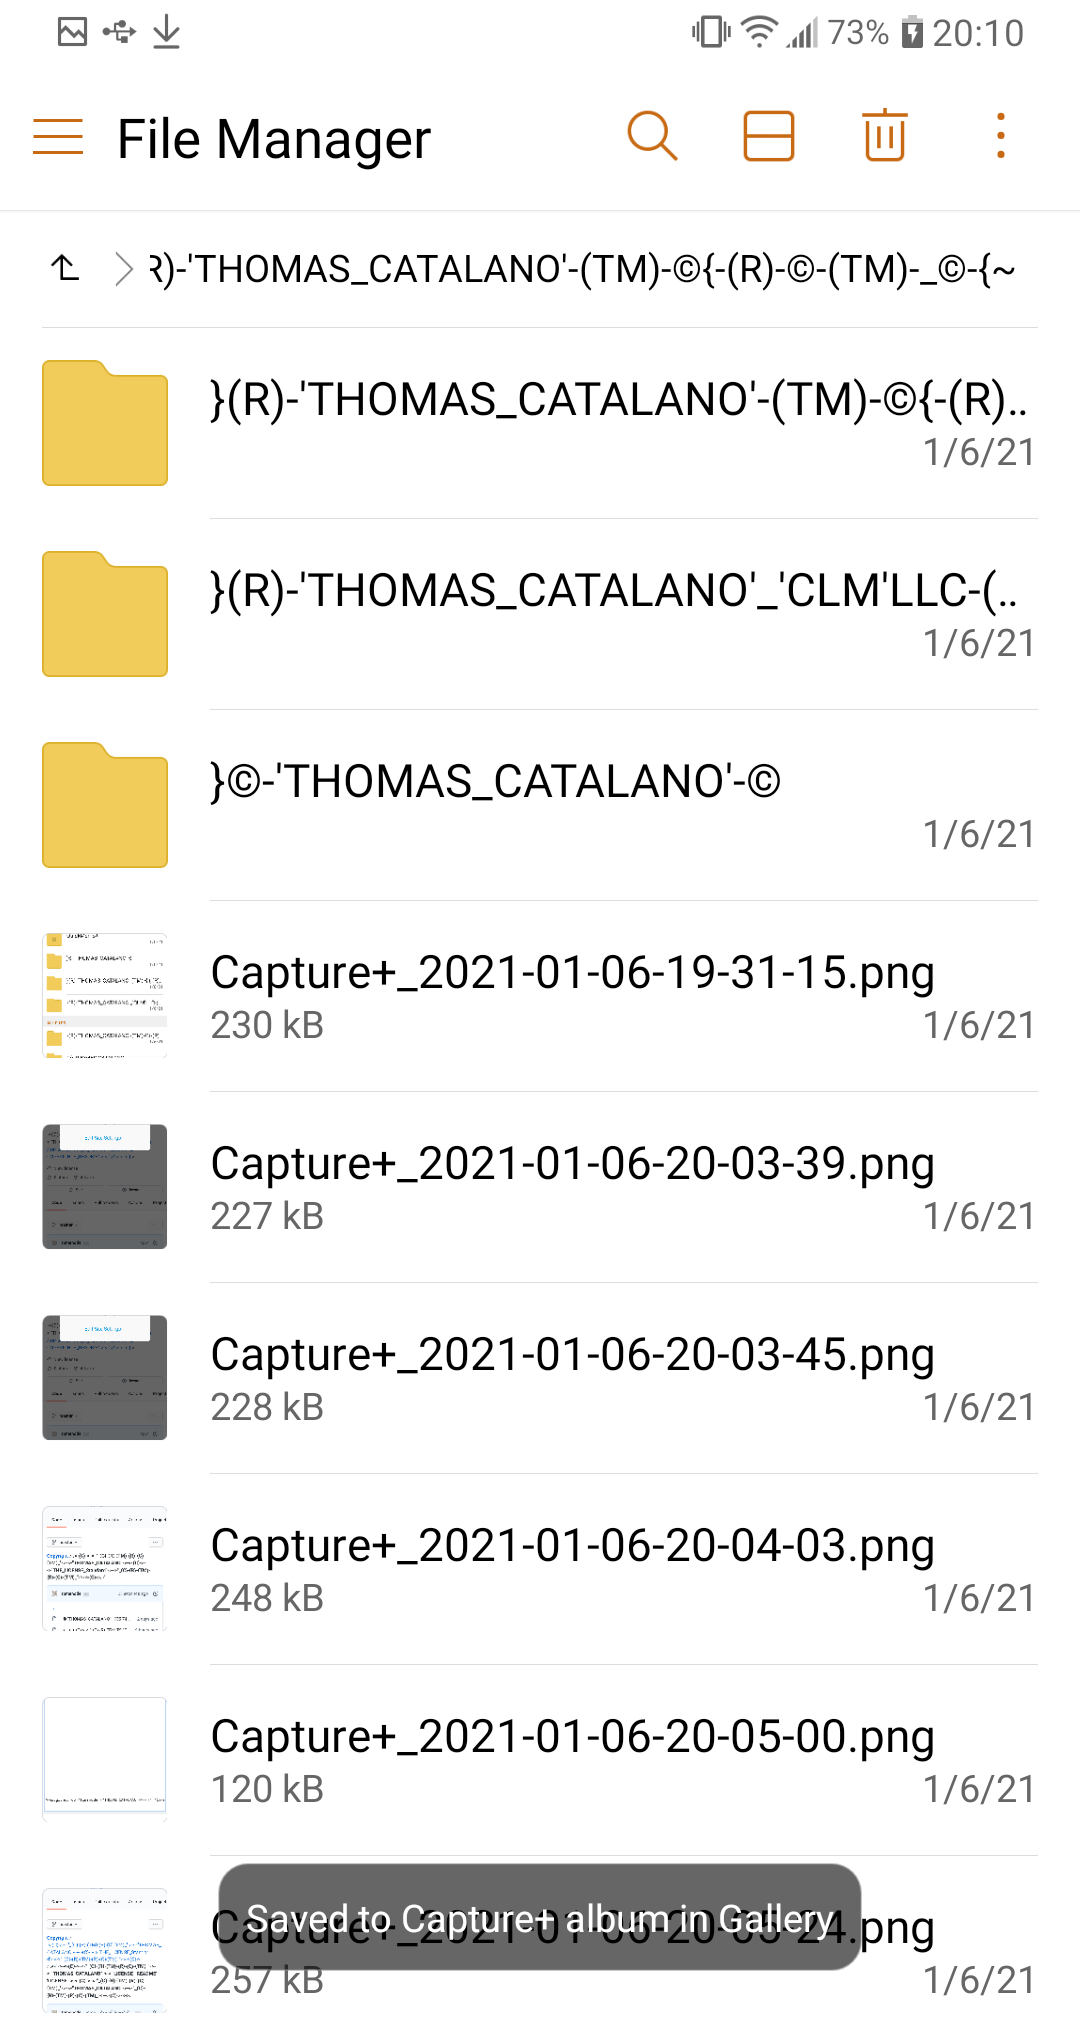 73% 20:10
File Manager
R)-'THOMAS_CATALANO'-(TM)-©{-(R)-©-(TM)-_©-{~
}(R)-'THOMAS_CATALANO'-(TM)-©{-(R)..
1/6/21
}(R)-'THOMAS_CATALANO'_'CLM'LLC-(..
1/6/21
}©-'THOMAS_CATALANO'-©
1/6/21
Capture+_2021-01-06-19-31-15.png
230 kB 1/6/21
Capture+_2021-01-06-20-03-39.png
227 kB 1/6/21
Capture+_2021-01-06-20-03-45.png
228 kB 1/6/21
Capture+_2021-01-06-20-04-03.png
248 kB 1/6/21
Capture+_2021-01-06-20-05-00.png
120 kB 1/6/21
Saved to Capture+ album in Gallery
Capture+_2021-01-06-20-05-24.png
257 kB 1/6/21